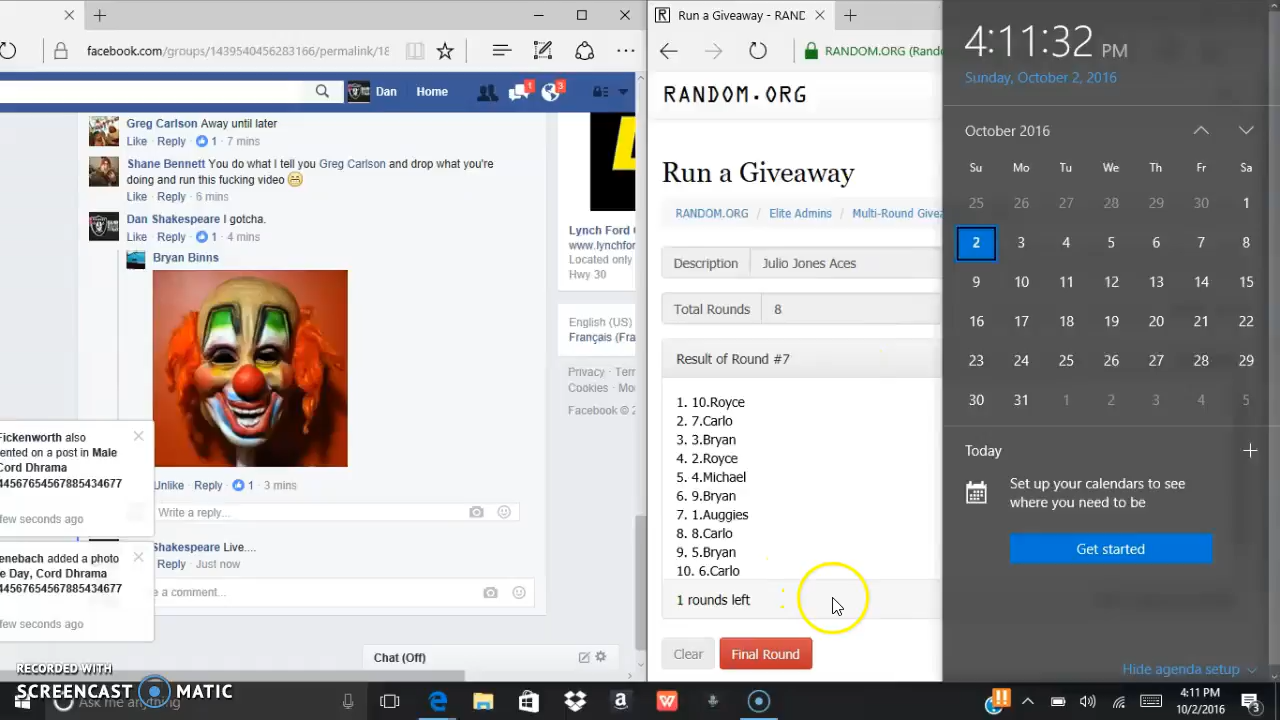 facebook.com/groups/1439540456283166/permalink/18
Dan
Home
1
3
Greg Carlson Away until later
Like · Reply · 1 · 7 mins
Shane Bennett You do what I tell you Greg Carlson and drop what you're
doing and run this fucking video
Like · Reply · 6 mins
Dan Shakespeare I gotcha.
Like · Reply · 1 · 4 mins
Bryan Binns
Unlike · Reply · 1 · 3 mins
Write a reply...
Shakespeare Live....
Reply · Just now
e a comment...
Chat (Off)
Lynch Ford
www.lynchfor
Located only
Hwy 30
English (US)
Français (Fra
Privacy · Terr
Cookies · Mo
Facebook ©
Fickenworth also
ented on a post in Male
Cord Dhrama
44567654567885434677
few seconds ago
enebach added a photo
e Day, Cord Dhrama
44567654567885434677
few seconds ago
RECORDED WITH
SCREENCAST MATIC
Ask me anything
Run a Giveaway - RAND
RANDOM.ORG (Rando
RANDOM.ORG
Run a Giveaway
RANDOM.ORG / Elite Admins / Multi-Round Givea
Description Julio Jones Aces
Total Rounds 8
Result of Round #7
1. 10.Royce
2. 7.Carlo
3. 3.Bryan
4. 2.Royce
5. 4.Michael
6. 9.Bryan
7. 1.Auggies
8. 8.Carlo
9. 5.Bryan
10. 6.Carlo
1 rounds left
Clear
Final Round
4:11:32 PM
Sunday, October 2, 2016
October 2016
Su Mo Tu We Th Fr Sa
25 26 27 28 29 30 1
2 3 4 5 6 7 8
9 10 11 12 13 14 15
16 17 18 19 20 21 22
23 24 25 26 27 28 29
30 31 1 2 3 4 5
Today
Set up your calendars to see
where you need to be
Get started
Hide agenda setup
4:11 PM
10/2/2016
3